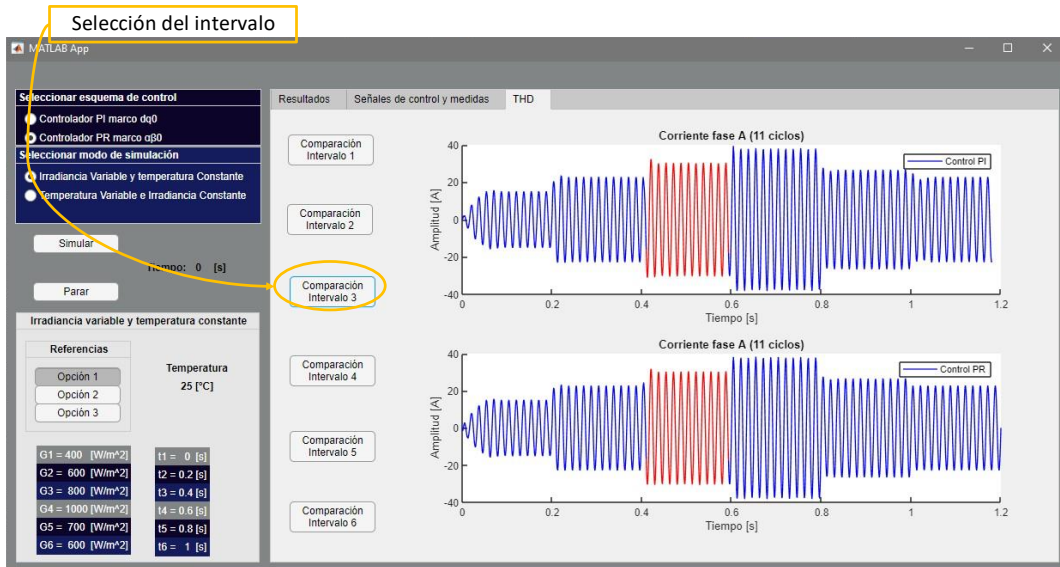 Selección del intervalo
MATLAB App
Seleccionar esquema de control
Controlador PI marco dq0
Controlador PR marco αβ0
Seleccionar modo de simulación
Irradiancia Variable y temperatura Constante
Temperatura Variable e Irradiancia Constante
Simular
Tiempo: 0 [s]
Parar
Irradiancia variable y temperatura constante
Referencias
Opción 1
Opción 2
Opción 3
Temperatura
25 [ºC]
G1 = 400 [W/m^2]
G2 = 600 [W/m^2]
G3 = 800 [W/m^2]
G4 = 1000 [W/m^2]
G5 = 700 [W/m^2]
G6 = 600 [W/m^2]
t1 = 0 [s]
t2 = 0.2 [s]
t3 = 0.4 [s]
t4 = 0.6 [s]
t5 = 0.8 [s]
t6 = 1 [s]
Resultados
Señales de control y medidas
THD
Comparación
Intervalo 1
Comparación
Intervalo 2
Comparación
Intervalo 3
Comparación
Intervalo 4
Comparación
Intervalo 5
Comparación
Intervalo 6
Corriente fase A (11 ciclos)
Control PI
Amplitud [A]
40
20
0
-20
-40
0 0.2 0.4 0.6 0.8 1 1.2
Tiempo [s]
Corriente fase A (11 ciclos)
Control PR
Amplitud [A]
40
20
0
-20
-40
0 0.2 0.4 0.6 0.8 1 1.2
Tiempo [s]